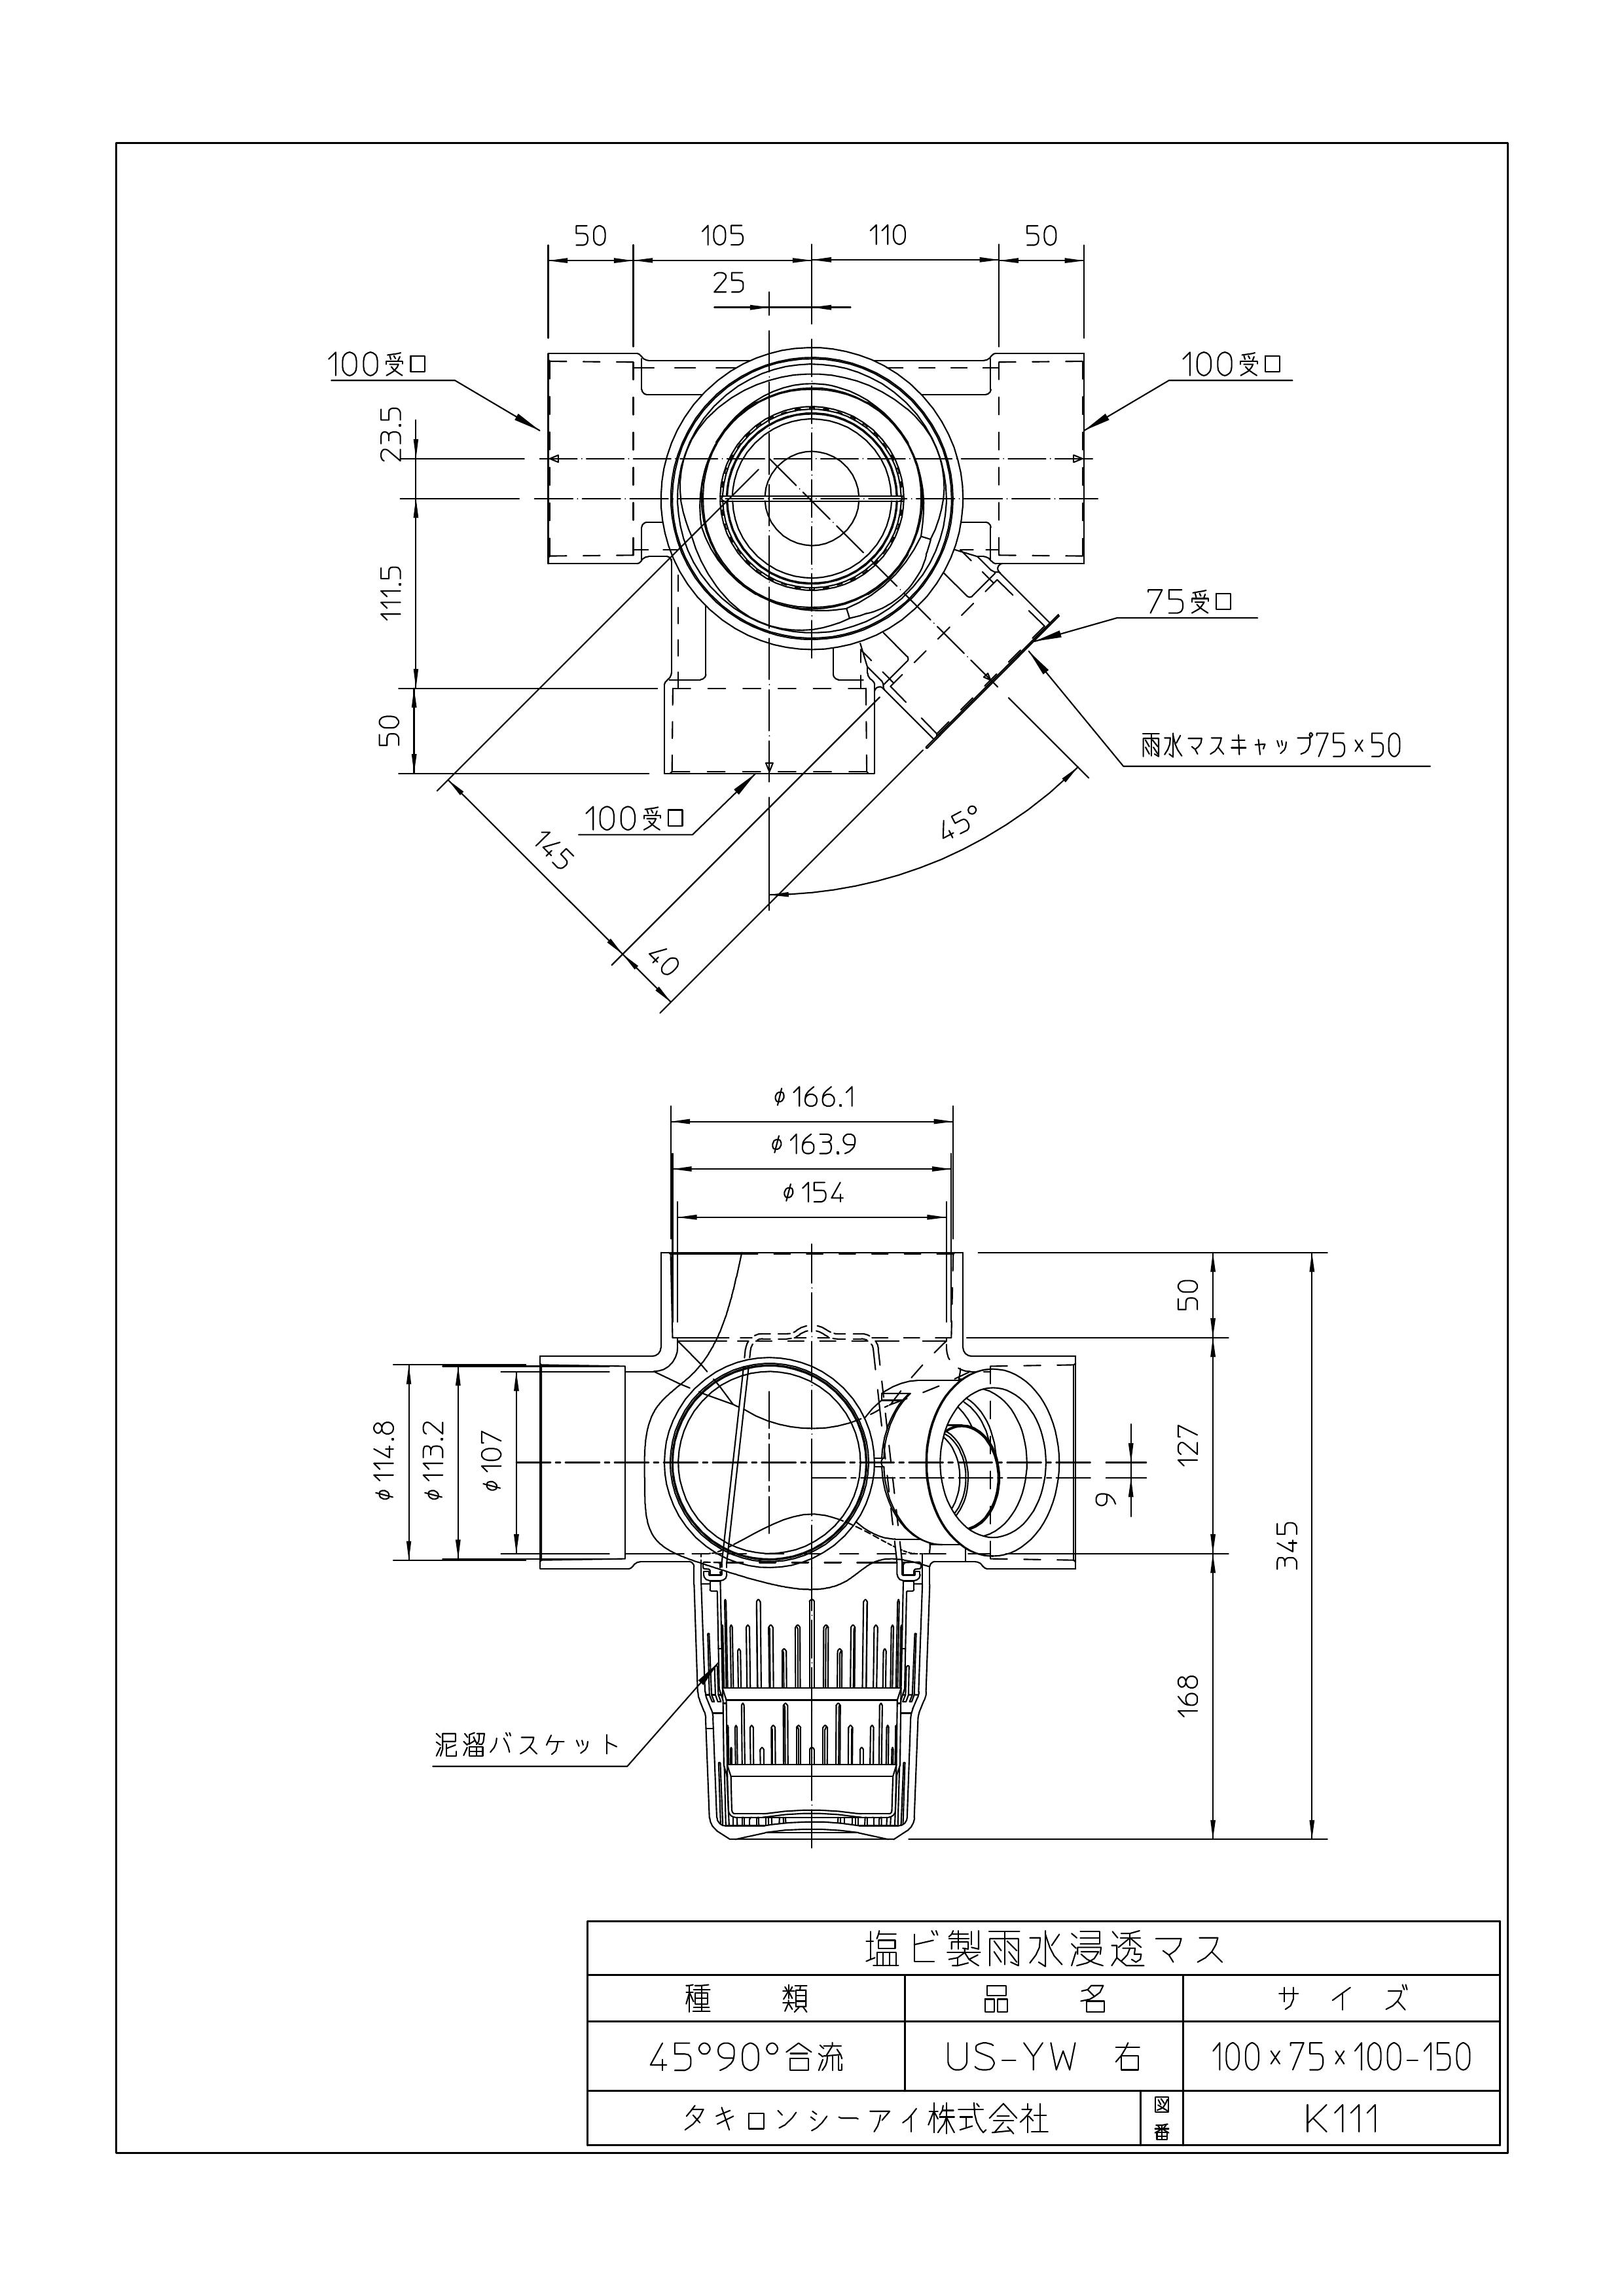 50 105 110 50
25
100受口 100受口
23.5
111.5
75受口
50
雨水マスキャップ75×50
100受口
45°
145
40
φ166.1
φ163.9
φ154
50
φ114.8 φ113.2 φ107
127
9
345
168
泥溜バスケット
塩ビ製雨水浸透マス
種 類 品 名 サ イ ズ
45°90°合流 US-YW 右 100×75×100-150
タキロンシーアイ株式会社 図番 K111